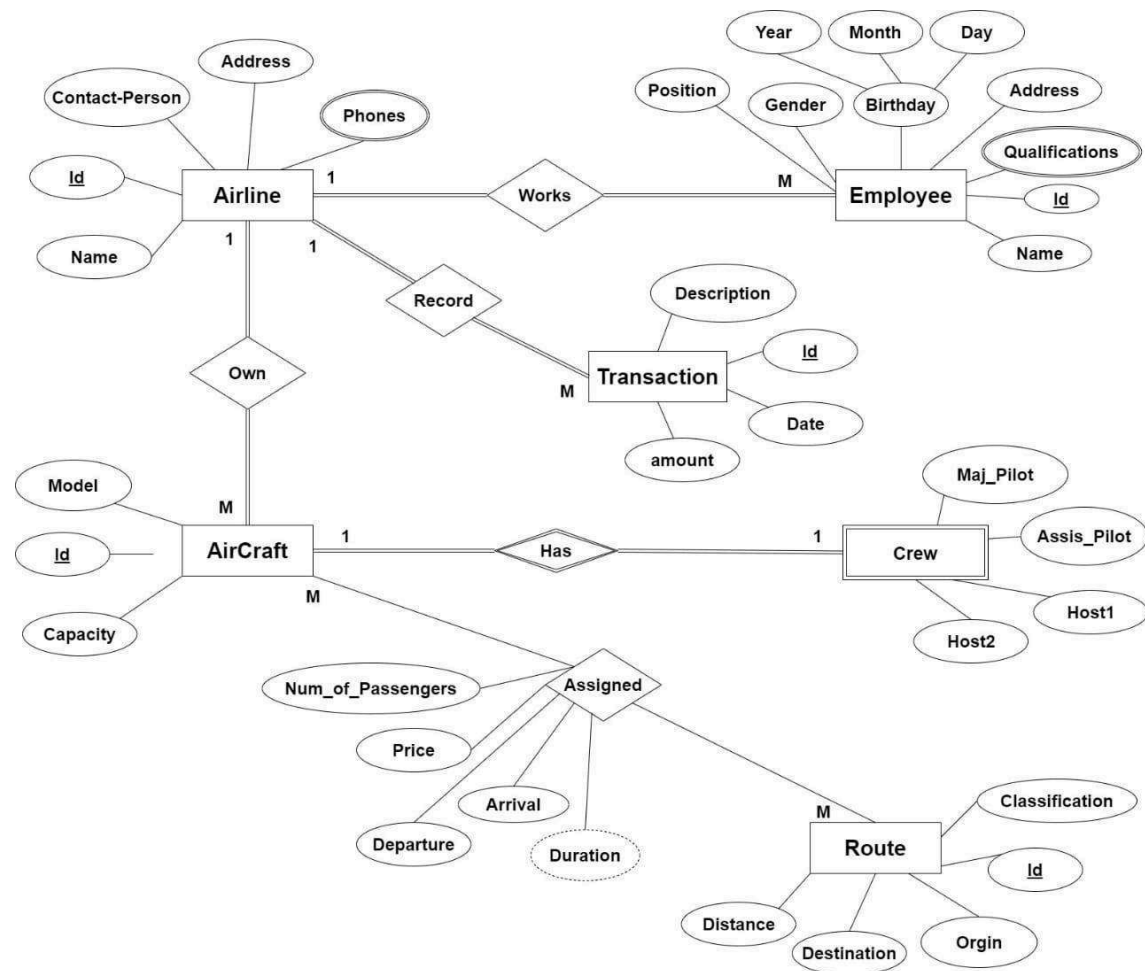 Year
Month
Day
Address
Contact-Person
Phones
Position
Gender
Birthday
Address
Qualifications
Id
Airline
1
Works
M
Employee
Id
Name
1
1
Name
Record
Description
Id
Own
Transaction
M
Date
amount
Model
M
Maj_Pilot
Id
AirCraft
1
Has
1
Crew
Assis_Pilot
M
Capacity
Host1
Host2
Num_of_Passengers
Assigned
Price
Arrival
Departure
Duration
M
Classification
Route
Id
Distance
Destination
Orgin